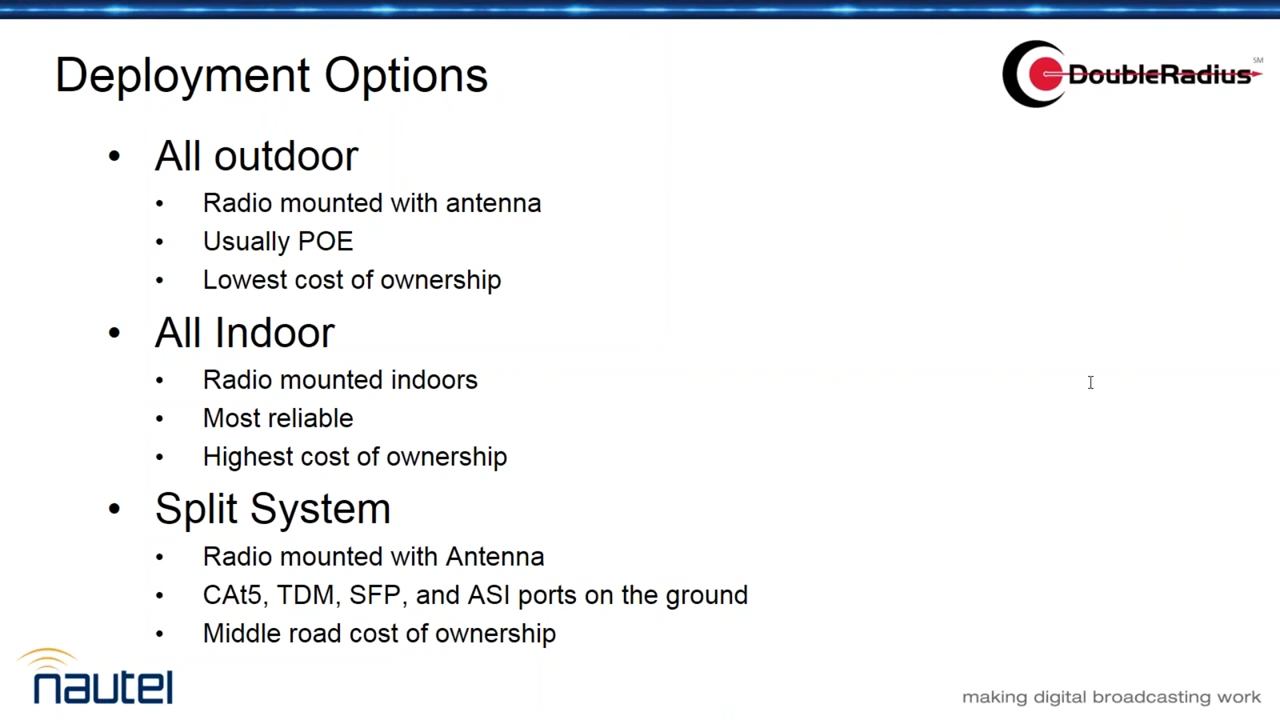 Deployment Options
DoubleRadius SM
• All outdoor
• Radio mounted with antenna
• Usually POE
• Lowest cost of ownership
• All Indoor
• Radio mounted indoors
• Most reliable
• Highest cost of ownership
• Split System
• Radio mounted with Antenna
• CAt5, TDM, SFP, and ASI ports on the ground
• Middle road cost of ownership
nautel
making digital broadcasting work